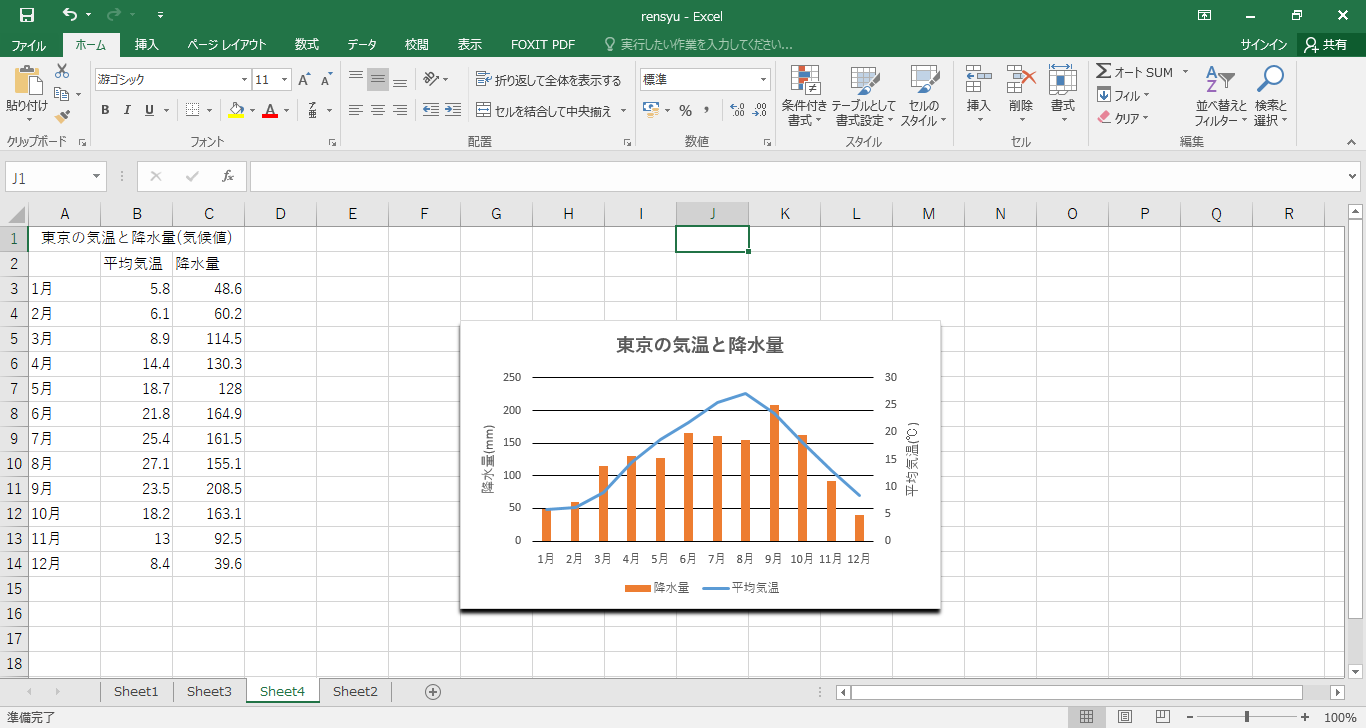 rensyu - Excel
ファイル ホーム 挿入 ページ レイアウト 数式 データ 校閲 表示 FOXIT PDF 実行したい作業を入力してください... サインイン 共有
貼り付け
游ゴシック 11
B I U
折り返して全体を表示する
セルを結合して中央揃え
標準
% ,
条件付き書式 テーブルとして書式設定 セルのスタイル
挿入 削除 書式
Σ オート SUM
フィル
クリア
並べ替えとフィルター 検索と選択
クリップボード フォント 配置 数値 スタイル セル 編集
J1 fx
A B C D E F G H I J K L M N O P Q R
1 東京の気温と降水量(気候値)
2 平均気温 降水量
3 1月 5.8 48.6
4 2月 6.1 60.2
5 3月 8.9 114.5
6 4月 14.4 130.3
7 5月 18.7 128
8 6月 21.8 164.9
9 7月 25.4 161.5
10 8月 27.1 155.1
11 9月 23.5 208.5
12 10月 18.2 163.1
13 11月 13 92.5
14 12月 8.4 39.6
15
16
17
18
東京の気温と降水量
降水量(mm)
250
200
150
100
50
0
30
25
20
15
10
5
0
平均気温(℃)
1月 2月 3月 4月 5月 6月 7月 8月 9月 10月 11月 12月
降水量 平均気温
Sheet1 Sheet3 Sheet4 Sheet2
準備完了 100%